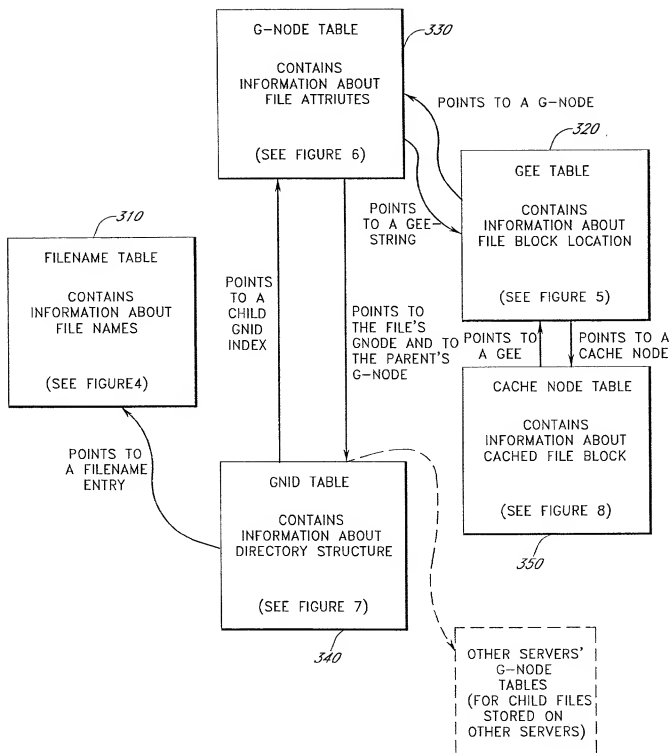 G-NODE TABLE
CONTAINS
INFORMATION ABOUT
FILE ATTRIUTES
(SEE FIGURE 6)
330
POINTS TO A G-NODE
320
GEE TABLE
CONTAINS
INFORMATION ABOUT
FILE BLOCK LOCATION
(SEE FIGURE 5)
POINTS
TO A GEE-
STRING
310
FILENAME TABLE
CONTAINS
INFORMATION ABOUT
FILE NAMES
(SEE FIGURE4)
POINTS
TO A
CHILD
GNID
INDEX
POINTS TO
THE FILE'S
GNODE AND TO
THE PARENT'S
G-NODE
POINTS TO
A GEE
POINTS TO A
CACHE NODE
CACHE NODE TABLE
CONTAINS
INFORMATION ABOUT
CACHED FILE BLOCK
(SEE FIGURE 8)
350
POINTS TO
A FILENAME
ENTRY
GNID TABLE
CONTAINS
INFORMATION ABOUT
DIRECTORY STRUCTURE
(SEE FIGURE 7)
340
OTHER SERVERS'
G-NODE
TABLES
(FOR CHILD FILES
STORED ON
OTHER SERVERS)